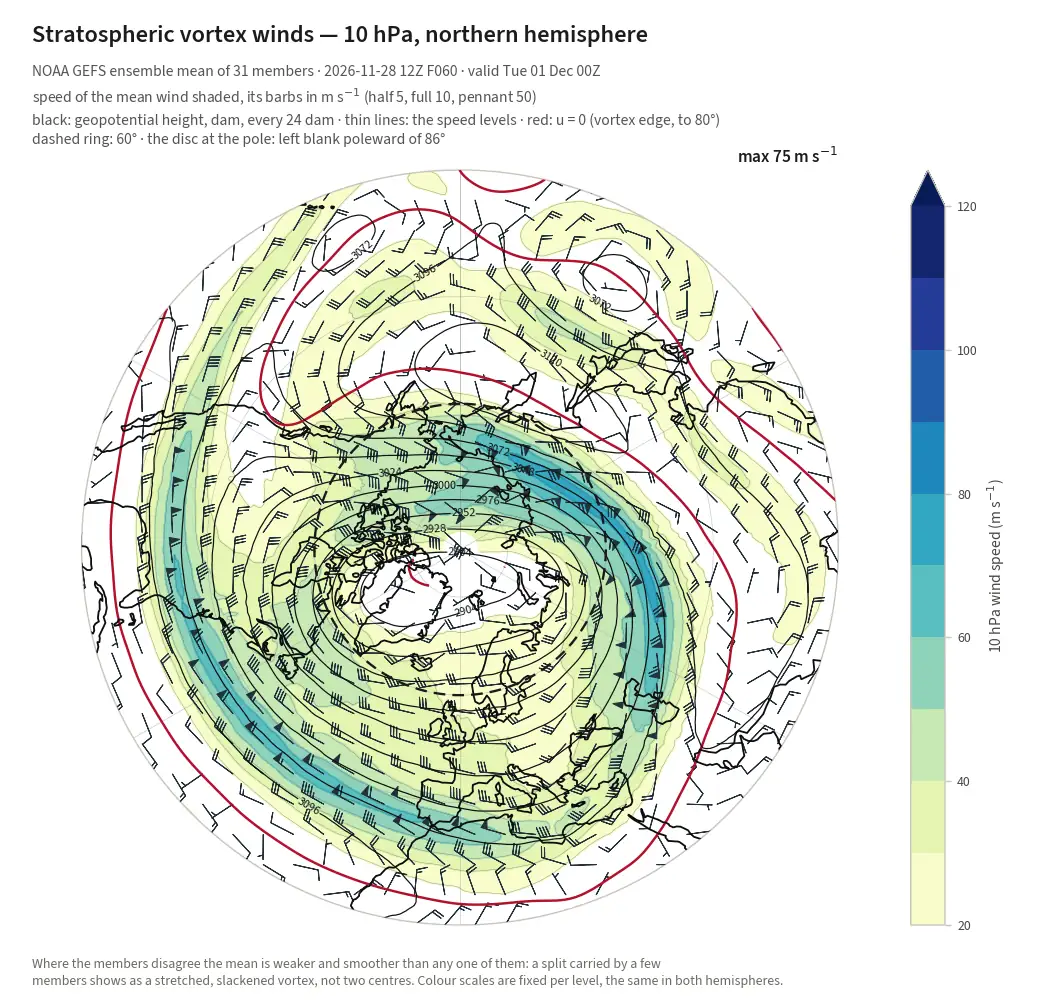 Stratospheric vortex winds — 10 hPa, northern hemisphere
NOAA GEFS ensemble mean of 31 members · 2026-11-28 12Z F060 · valid Tue 01 Dec 00Z
speed of the mean wind shaded, its barbs in m s⁻¹ (half 5, full 10, pennant 50)
black: geopotential height, dam, every 24 dam · thin lines: the speed levels · red: u = 0 (vortex edge, to 80°)
dashed ring: 60° · the disc at the pole: left blank poleward of 86°
max 75 m s⁻¹
3072
3096
3072
3120
3072
3024
3000
2976
2952
2928
2904
3096
120
100
80
60
40
20
10 hPa wind speed (m s⁻¹)
Where the members disagree the mean is weaker and smoother than any one of them: a split carried by a few
members shows as a stretched, slackened vortex, not two centres. Colour scales are fixed per level, the same in both hemispheres.